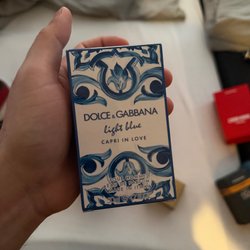 DOLCE & GABBANA
light blue
CAPRI IN LOVE